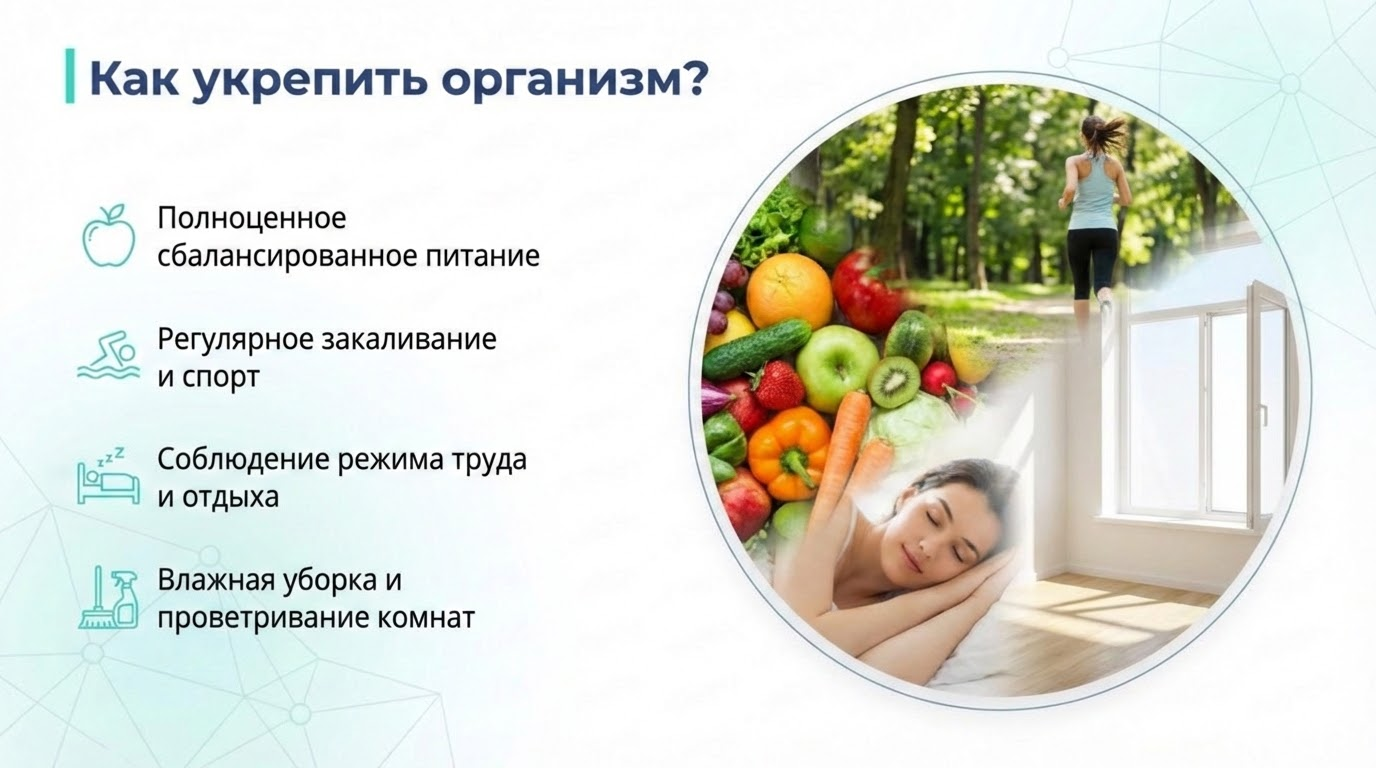 Как укрепить организм?
Полноценное
сбалансированное питание
Регулярное закаливание
и спорт
Соблюдение режима труда
и отдыха
Влажная уборка и
проветривание комнат